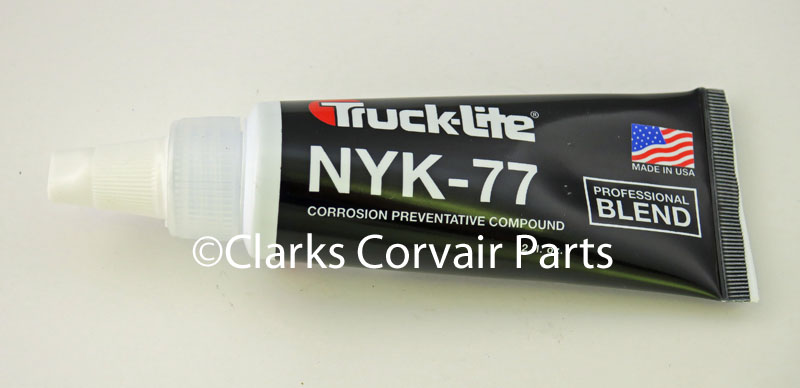 Truck-Lite®
NYK-77
CORROSION PREVENTATIVE COMPOUND
MADE IN USA
PROFESSIONAL
BLEND
©Clarks Corvair Parts